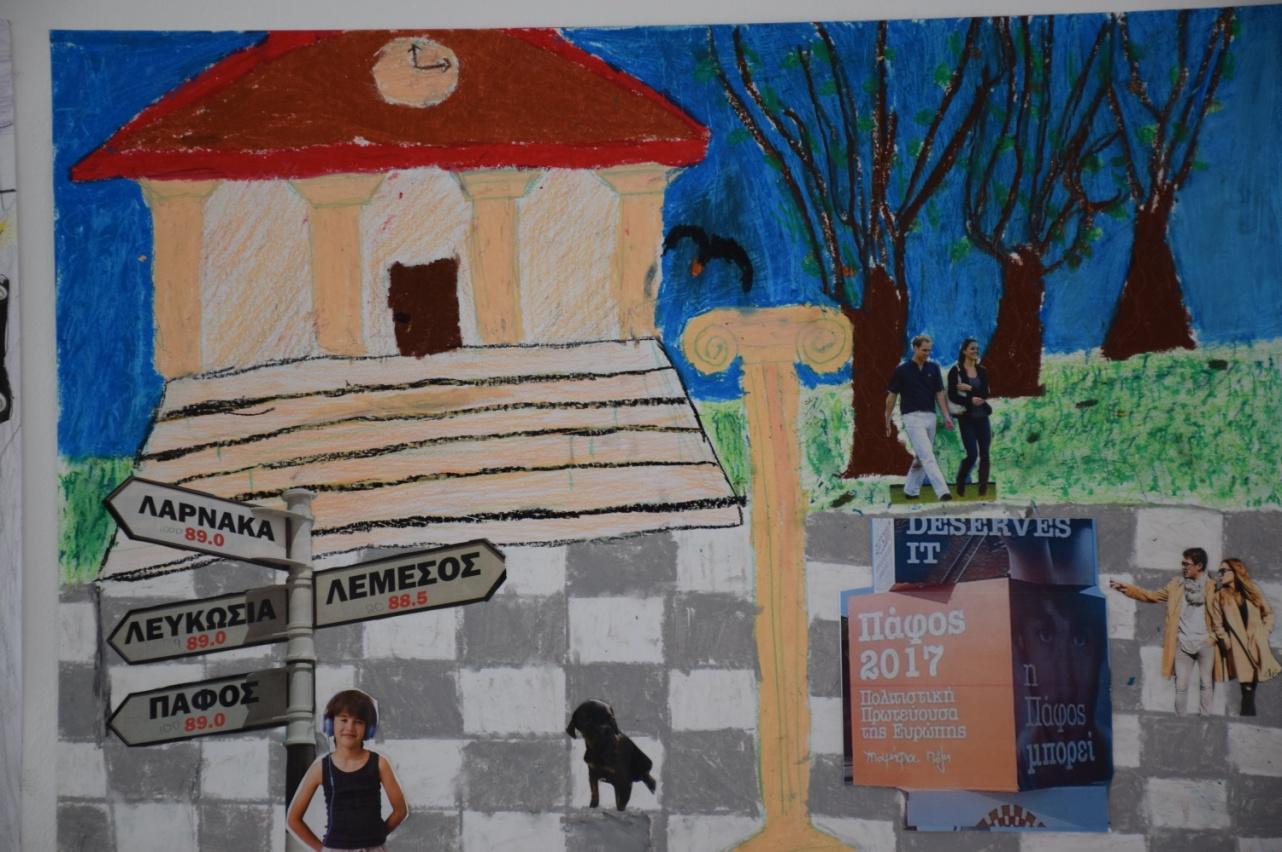 ΛΑΡΝΑΚΑ
89.0
ΛΕΜΕΣΟΣ
88.5
ΛΕΥΚΩΣΙΑ
89.0
ΠΑΦΟΣ
89.0
DESERVES
IT
Πάφος
2017
Πολιτιστική
Πρωτεύουσα
της Ευρώπης
η
Πάφος
μπορεί